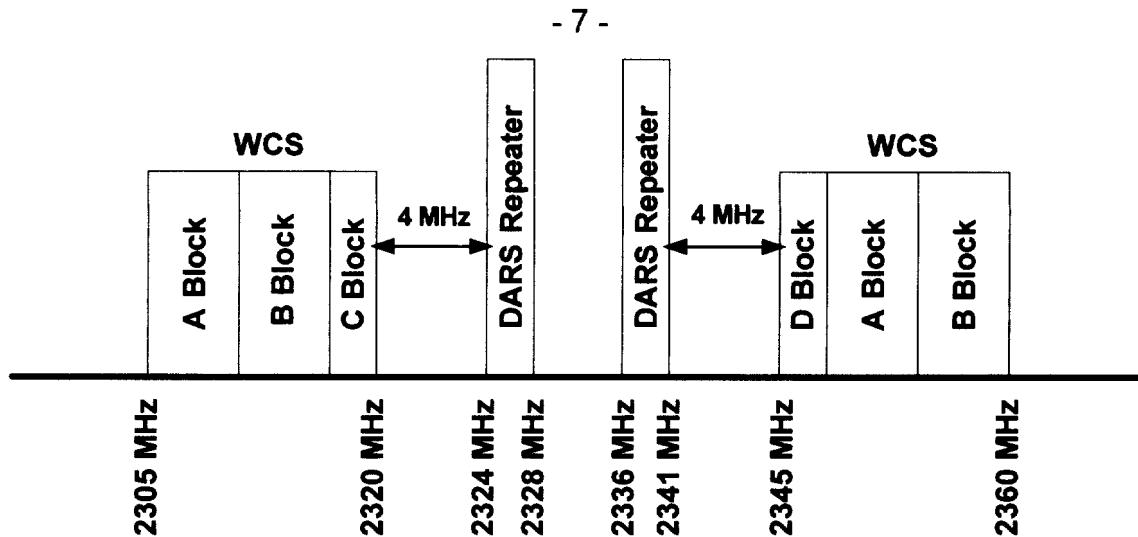 - 7 -
WCS
WCS
4 MHz
4 MHz
A Block
B Block
C Block
DARS Repeater
DARS Repeater
D Block
A Block
B Block
2305 MHz
2320 MHz
2324 MHz
2328 MHz
2336 MHz
2341 MHz
2345 MHz
2360 MHz